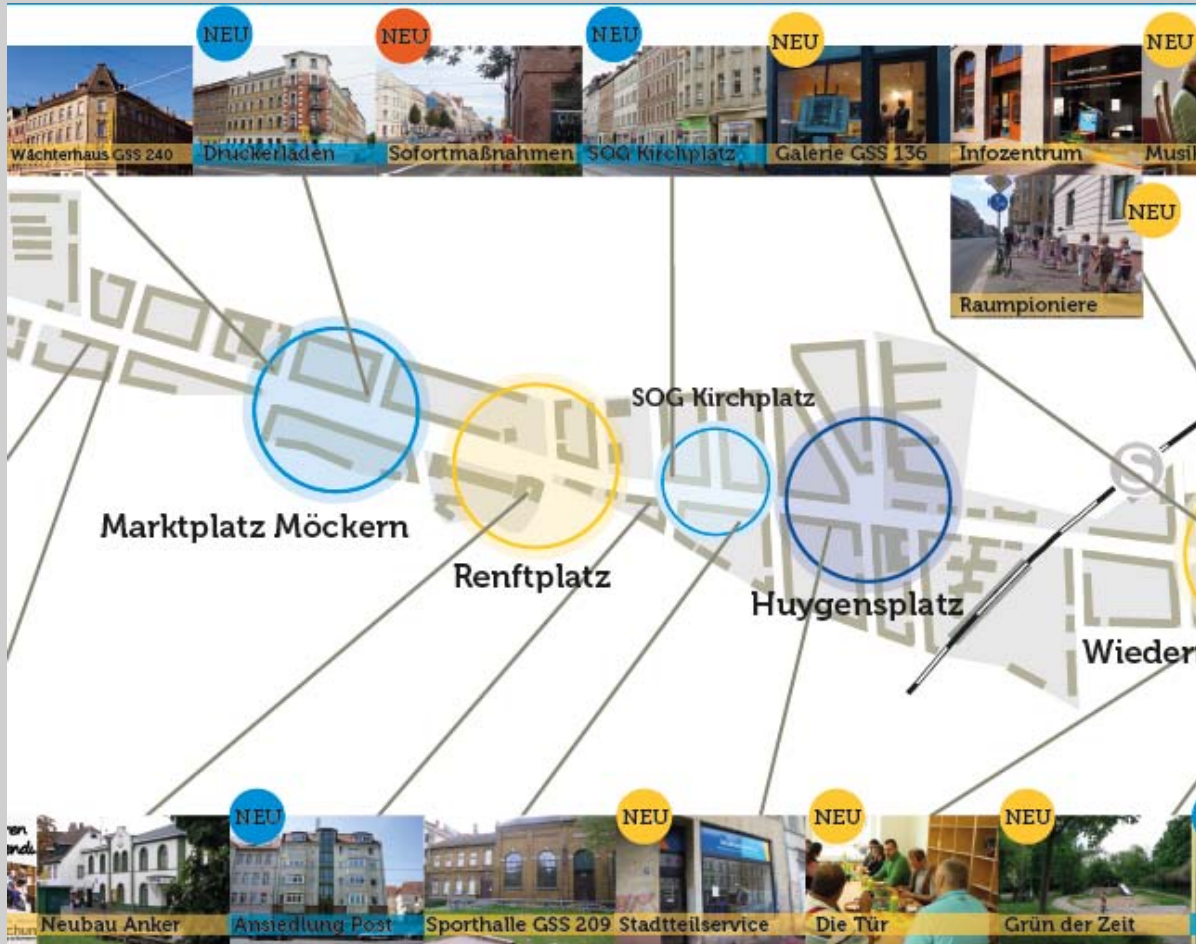 NEU
NEU
NEU
NEU
NEU
Wächterhaus GSS 240
Druckerladen
Sofortmaßnahmen
SOG Kirchplatz
Galerie GSS 136
Infozentrum
Musik
NEU
Raumpioniere
SOG Kirchplatz
S
Marktplatz Möckern
Renftplatz
Huygensplatz
Wieder
NEU
NEU
NEU
NEU
Neubau Anker
Ansiedlung Post
Sporthalle GSS 209
Stadtteilservice
Die Tür
Grün der Zeit